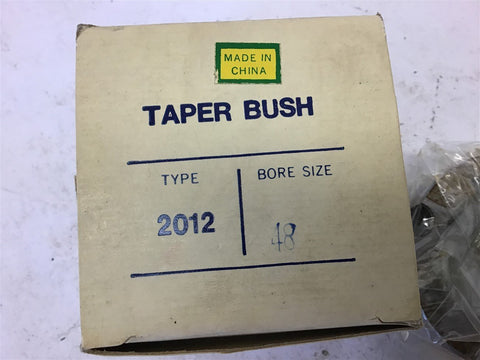 MADE IN
CHINA
TAPER BUSH
TYPE BORE SIZE
2012 48